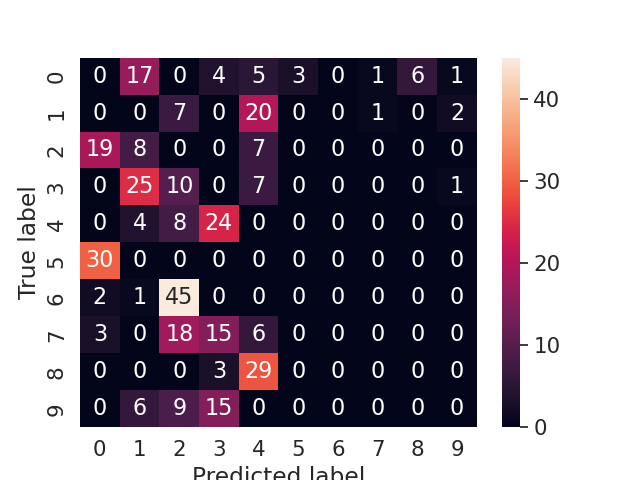 0 0 17 0 4 5 3 0 1 6 1
1 0 0 7 0 20 0 0 1 0 2
2 19 8 0 0 7 0 0 0 0 0
3 0 25 10 0 7 0 0 0 0 1
4 0 4 8 24 0 0 0 0 0 0
5 30 0 0 0 0 0 0 0 0 0
6 2 1 45 0 0 0 0 0 0 0
7 3 0 18 15 6 0 0 0 0 0
8 0 0 0 3 29 0 0 0 0 0
9 0 6 9 15 0 0 0 0 0 0
0 1 2 3 4 5 6 7 8 9
True label
Predicted label
40
30
20
10
0